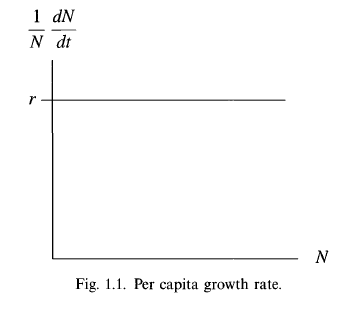 1 dN
N dt
r
N
Fig. 1.1. Per capita growth rate.